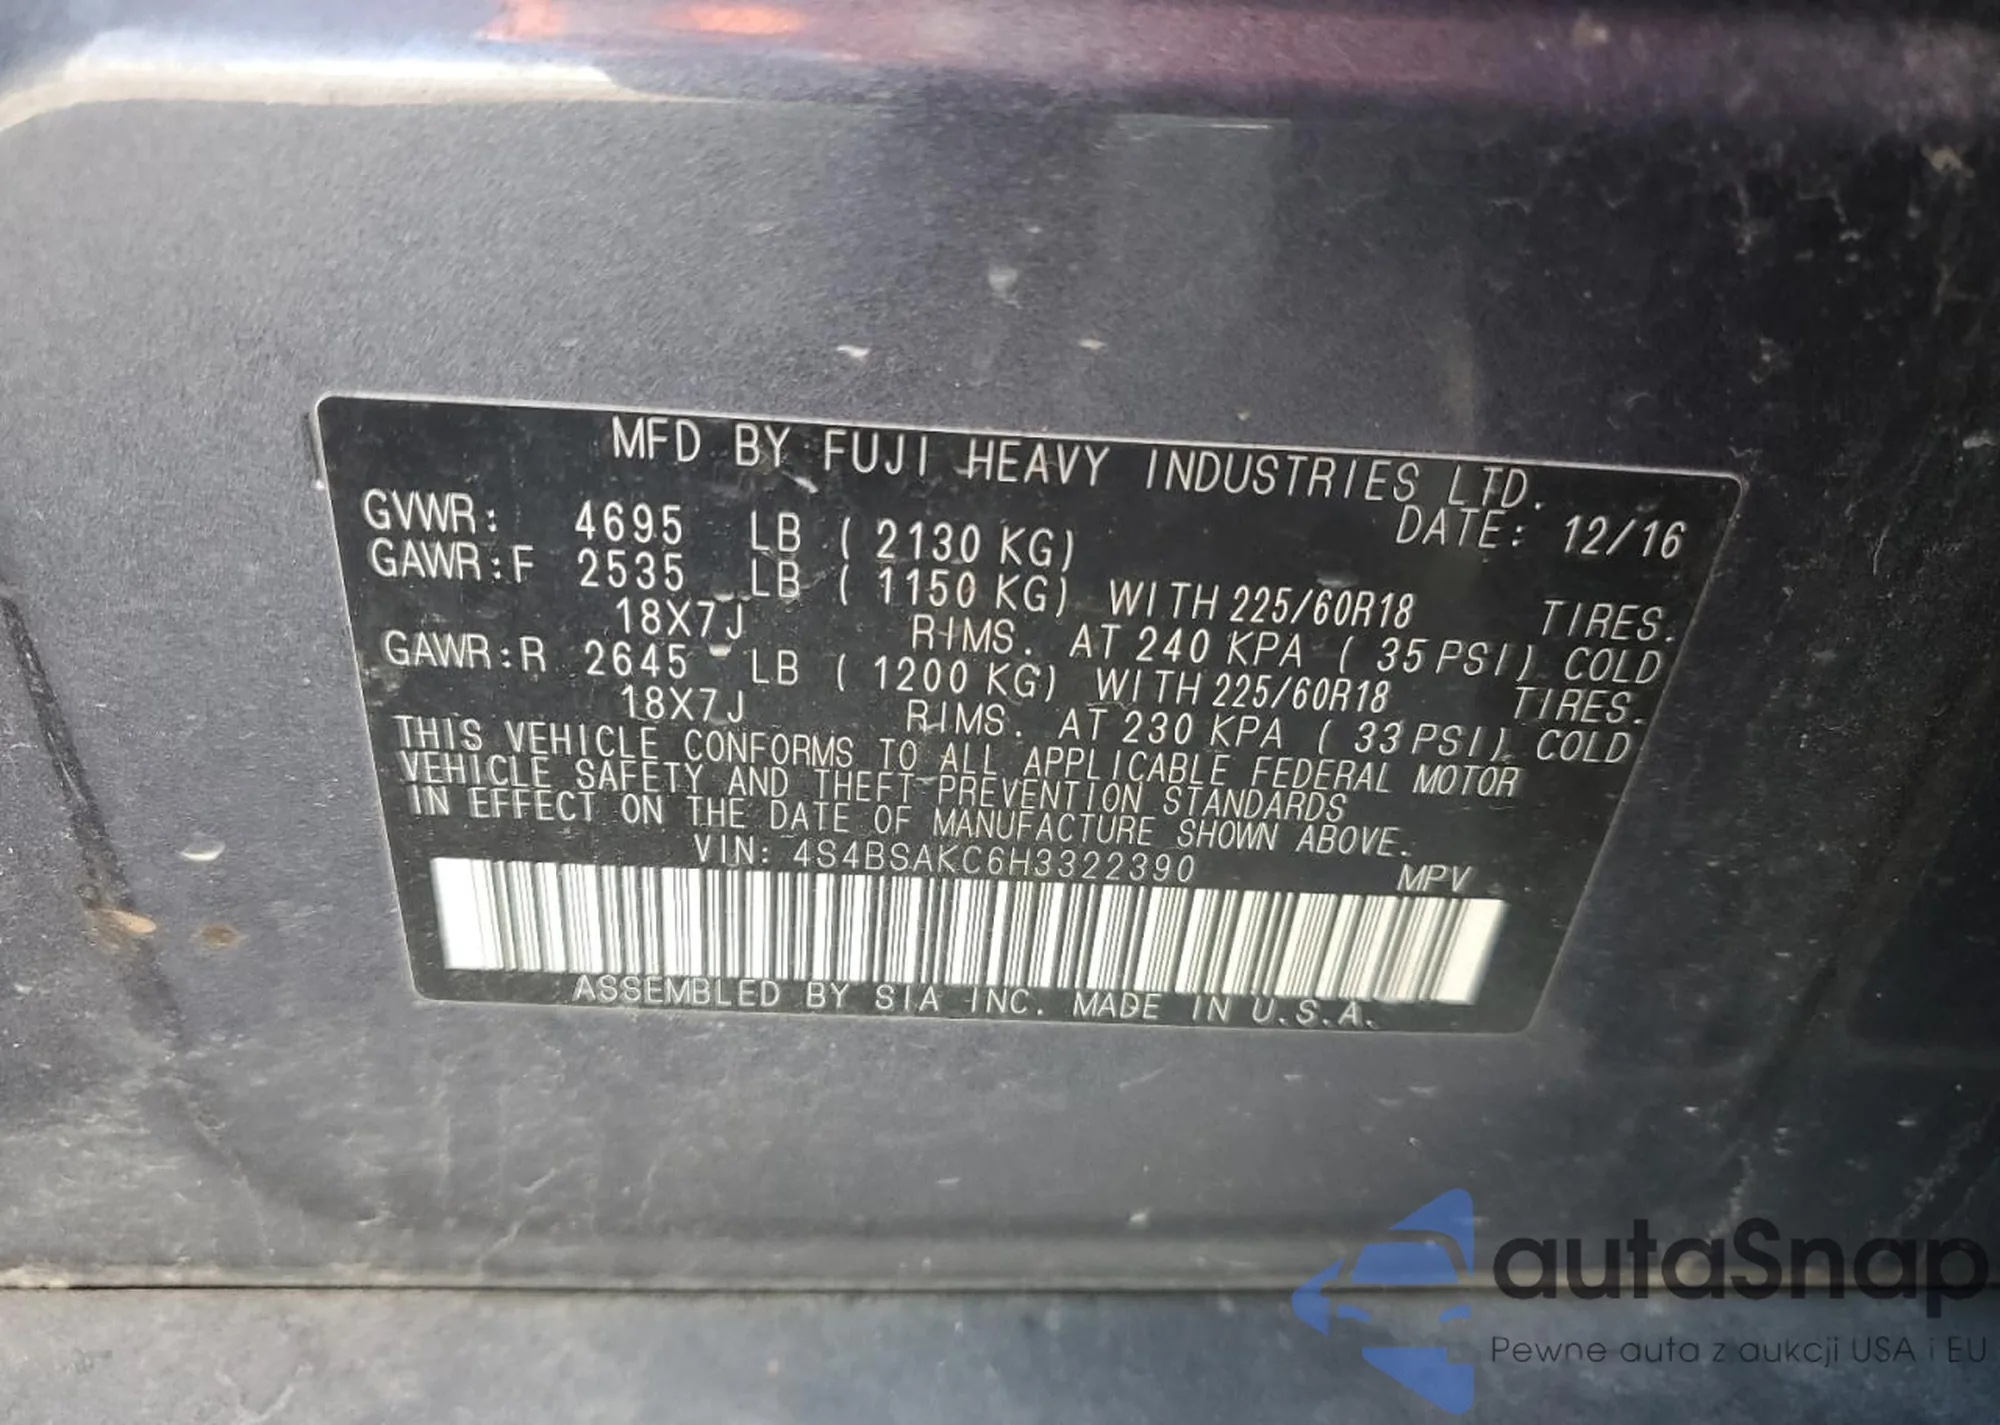 MFD BY FUJI HEAVY INDUSTRIES LTD.
DATE: 12/16
GVWR: 4695 LB ( 2130 KG)
GAWR:F 2535 LB ( 1150 KG) WITH 225/60R18 TIRES.
18X7J RIMS. AT 240 KPA ( 35 PSI) COLD
GAWR:R 2645 LB ( 1200 KG) WITH 225/60R18 TIRES.
18X7J RIMS. AT 230 KPA ( 33 PSI) COLD
THIS VEHICLE CONFORMS TO ALL APPLICABLE FEDERAL MOTOR
VEHICLE SAFETY AND THEFT PREVENTION STANDARDS
IN EFFECT ON THE DATE OF MANUFACTURE SHOWN ABOVE.
VIN: 4S4BSAKC6H3322390 MPV
ASSEMBLED BY SIA INC. MADE IN U.S.A.
autaSnap
Pewne auta z aukcji USA i EU